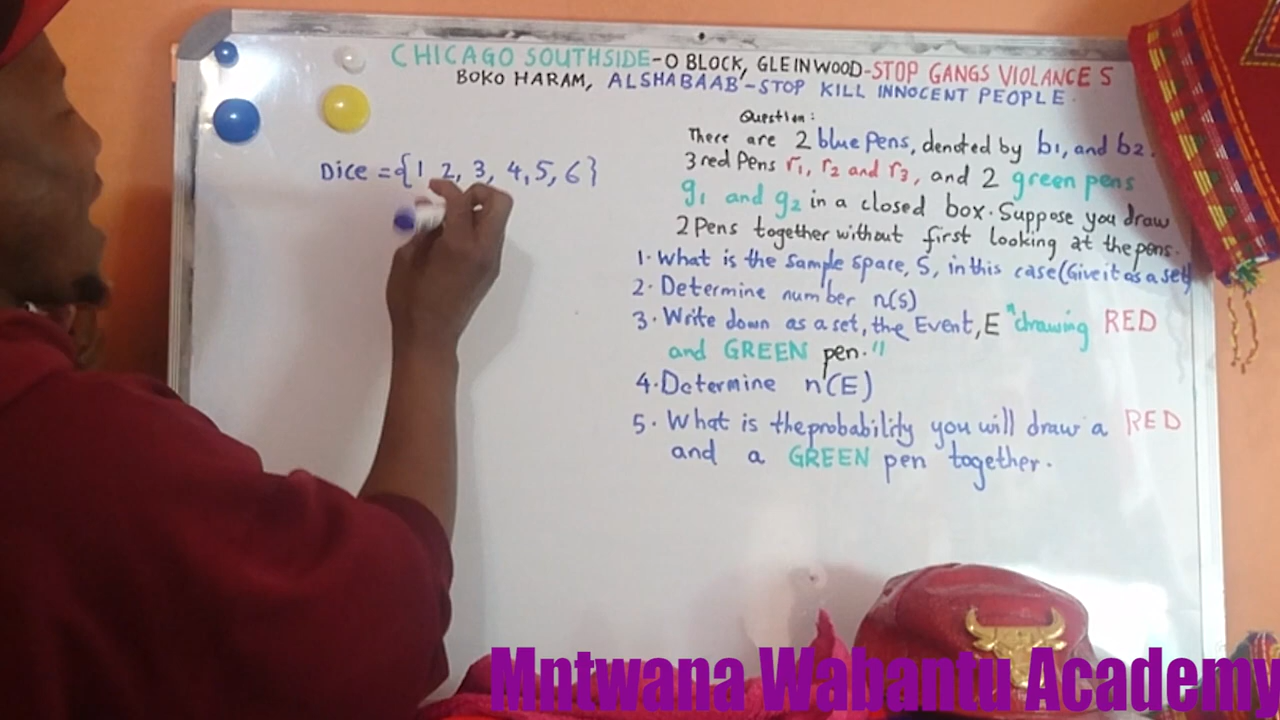 CHICAGO SOUTHSIDE-O BLOCK, GLEINWOOD-STOP GANGS VIOLANCE S
BOKO HARAM, ALSHABAAB-STOP KILL INNOCENT PEOPLE.
Dice = {1 2, 3, 4, 5, 6}
Question:
There are 2 blue pens, denoted by b1, and b2.
3 red Pens r1, r2 and r3, and 2 green pens
g1 and g2 in a closed box. Suppose you draw
2 Pens together without first looking at the pens.
1. What is the sample space, S, in this case (Give it as a set)
2. Determine number n(s)
3. Write down as a set, the Event, E "drawing RED
and GREEN pen."
4. Determine n(E)
5. What is the probability you will draw a RED
and a GREEN pen together.
Mntwana Wabantu Academy